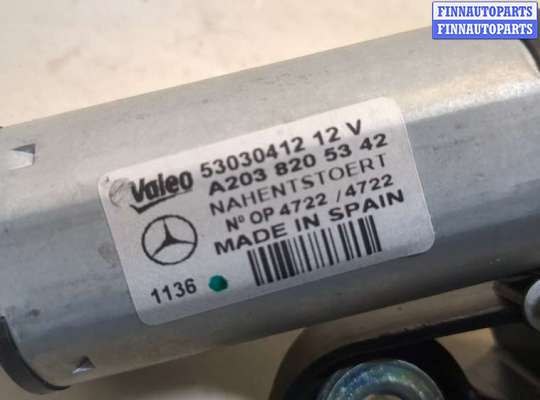 FINNAUTOPARTS
FINNAUTOPARTS
Valeo 53030412 12 V
A203 820 53 42
NAHENTSTOERT
Nº OP 4722 / 4722
MADE IN SPAIN
1136